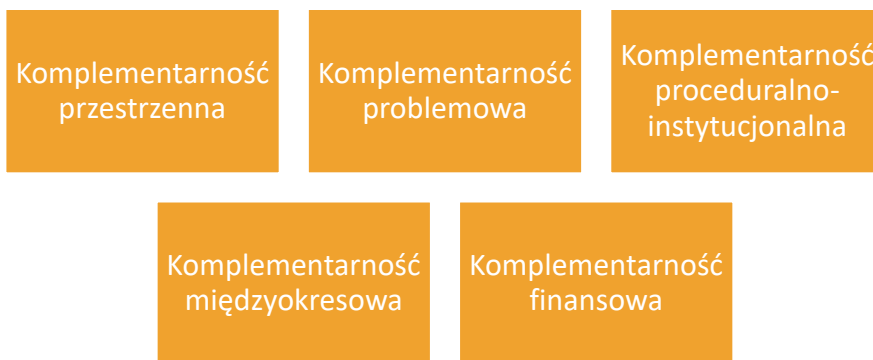 Komplementarność
przestrzenna
Komplementarność
problemowa
Komplementarność
proceduralno-
instytucjonalna
Komplementarność
międzyokresowa
Komplementarność
finansowa